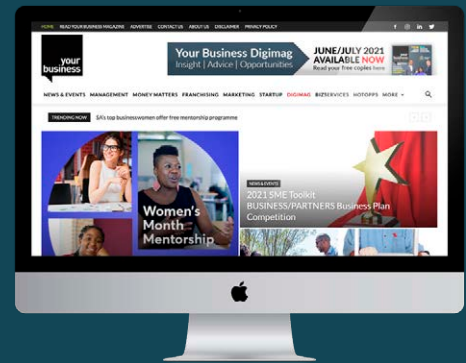 HOME READ YOUR BUSINESS MAGAZINE ADVERTISE CONTACT US ABOUT US DISCLAIMER PRIVACY POLICY
your
business
Your Business Digimag
Insight | Advice | Opportunities
JUNE/JULY 2021
AVAILABLE NOW
Read your free copies here
NEWS & EVENTS MANAGEMENT MONEY MATTERS FRANCHISING MARKETING STARTUP DIGIMAG BIZSERVICES HOTOPPS MORE
TRENDING NOW SA's top businesswomen offer free mentorship programme
Women's
Month
Mentorship
NEWS & EVENTS
2021 SME Toolkit
BUSINESS/PARTNERS Business Plan
Competition